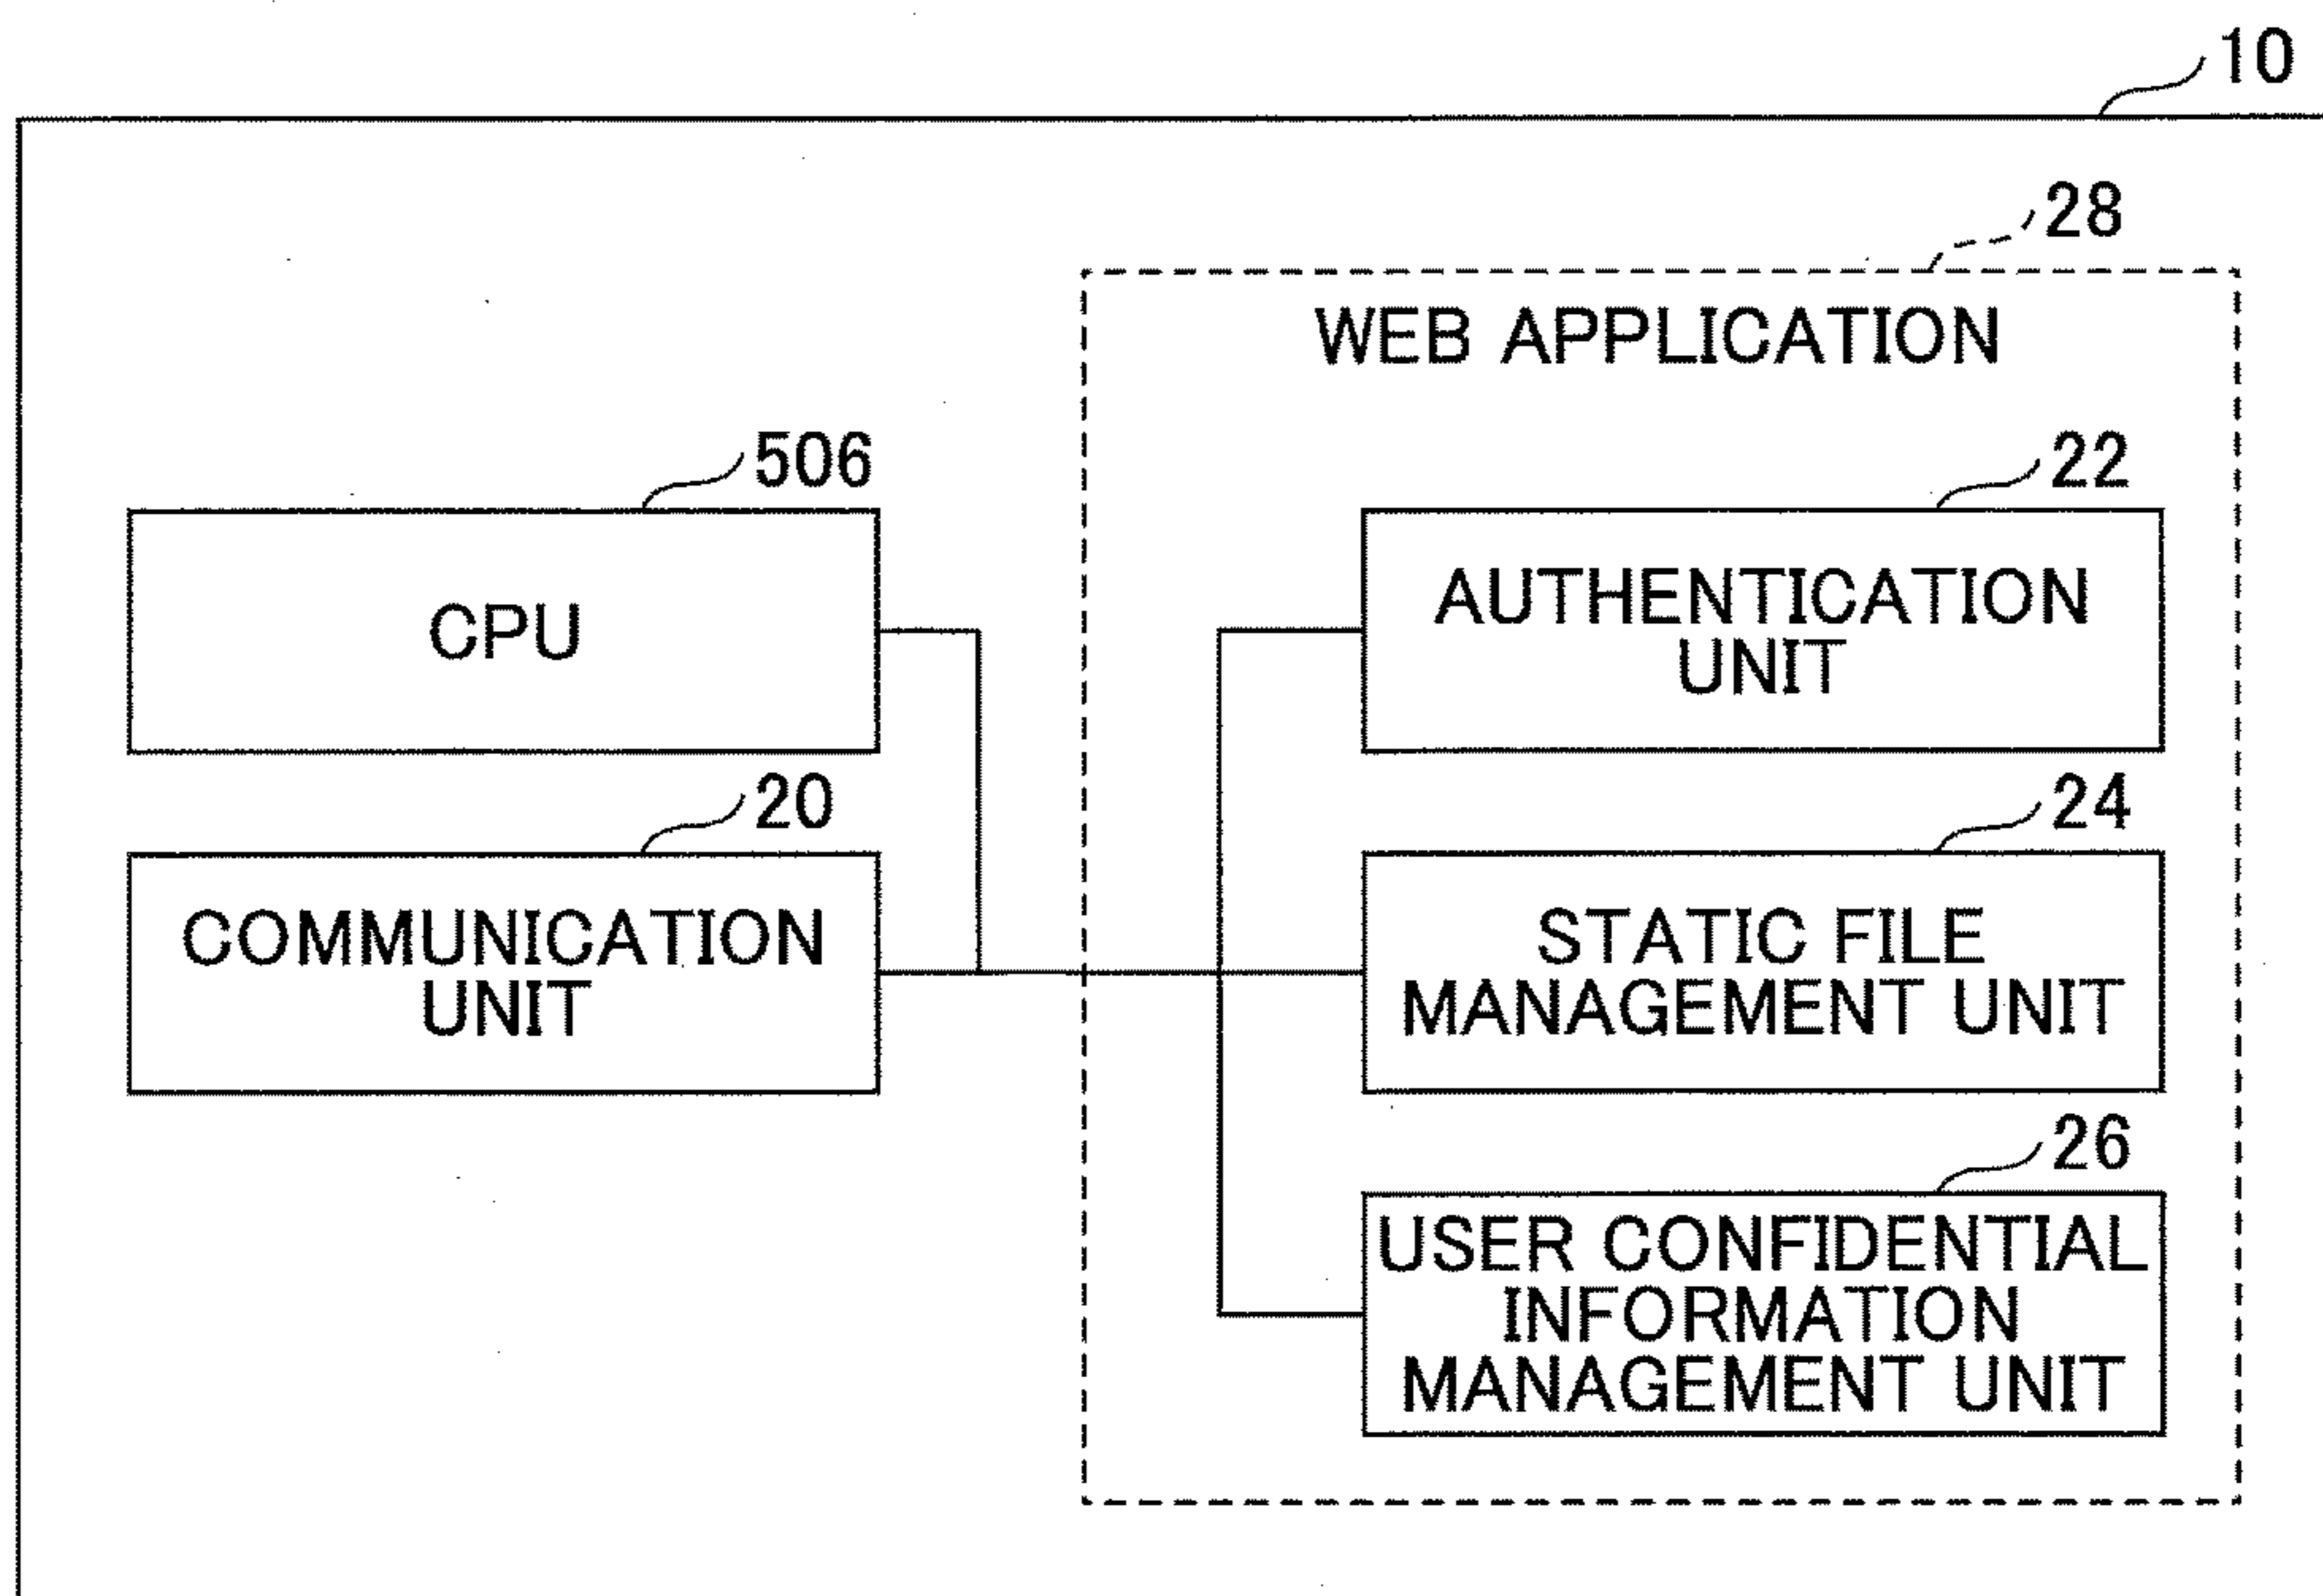 10
28
WEB APPLICATION
506
CPU
22
AUTHENTICATION
UNIT
20
COMMUNICATION
UNIT
24
STATIC FILE
MANAGEMENT UNIT
26
USER CONFIDENTIAL
INFORMATION
MANAGEMENT UNIT